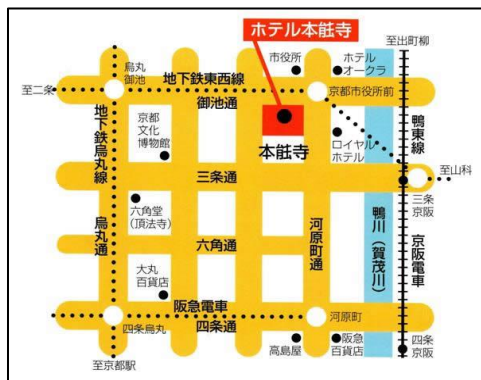 ホテル本能寺
至出町柳
烏丸
御池
市役所
ホテル
オークラ
地下鉄東西線
至二条
御池通
京都市役所前
地下鉄烏丸線
京都
文化
博物館
本能寺
ロイヤル
ホテル
鴨東線
三条通
至山科
三条
京阪
六角堂
(頂法寺)
烏丸通
六角通
河原町通
鴨川(賀茂川)
京阪電車
大丸
百貨店
阪急電車
河原町
四条烏丸
四条通
高島屋
阪急
百貨店
四条
京阪
至京都駅